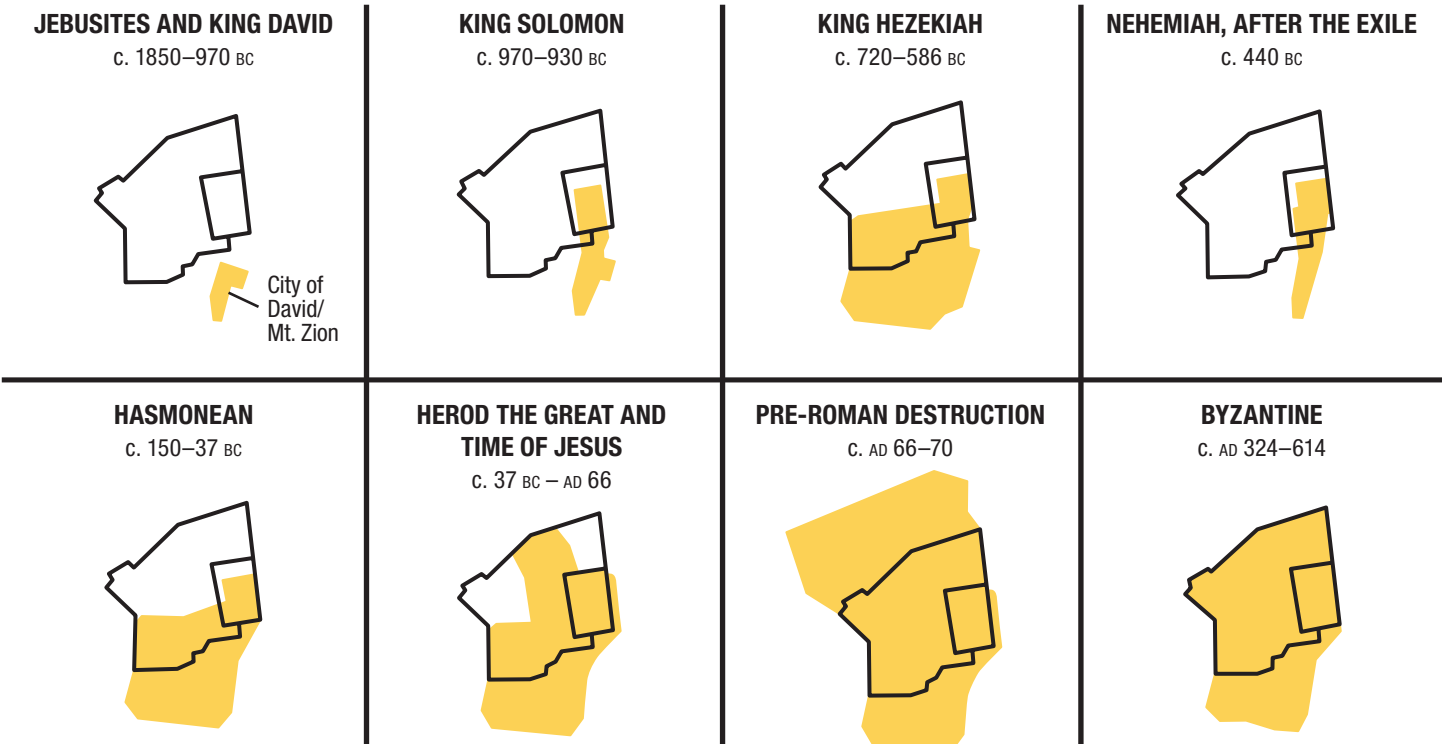 JEBUSITES AND KING DAVID
c. 1850–970 BC
City of
David/
Mt. Zion
KING SOLOMON
c. 970–930 BC
KING HEZEKIAH
c. 720–586 BC
NEHEMIAH, AFTER THE EXILE
c. 440 BC
HASMONEAN
c. 150–37 BC
HEROD THE GREAT AND
TIME OF JESUS
c. 37 BC – AD 66
PRE-ROMAN DESTRUCTION
c. AD 66–70
BYZANTINE
c. AD 324–614